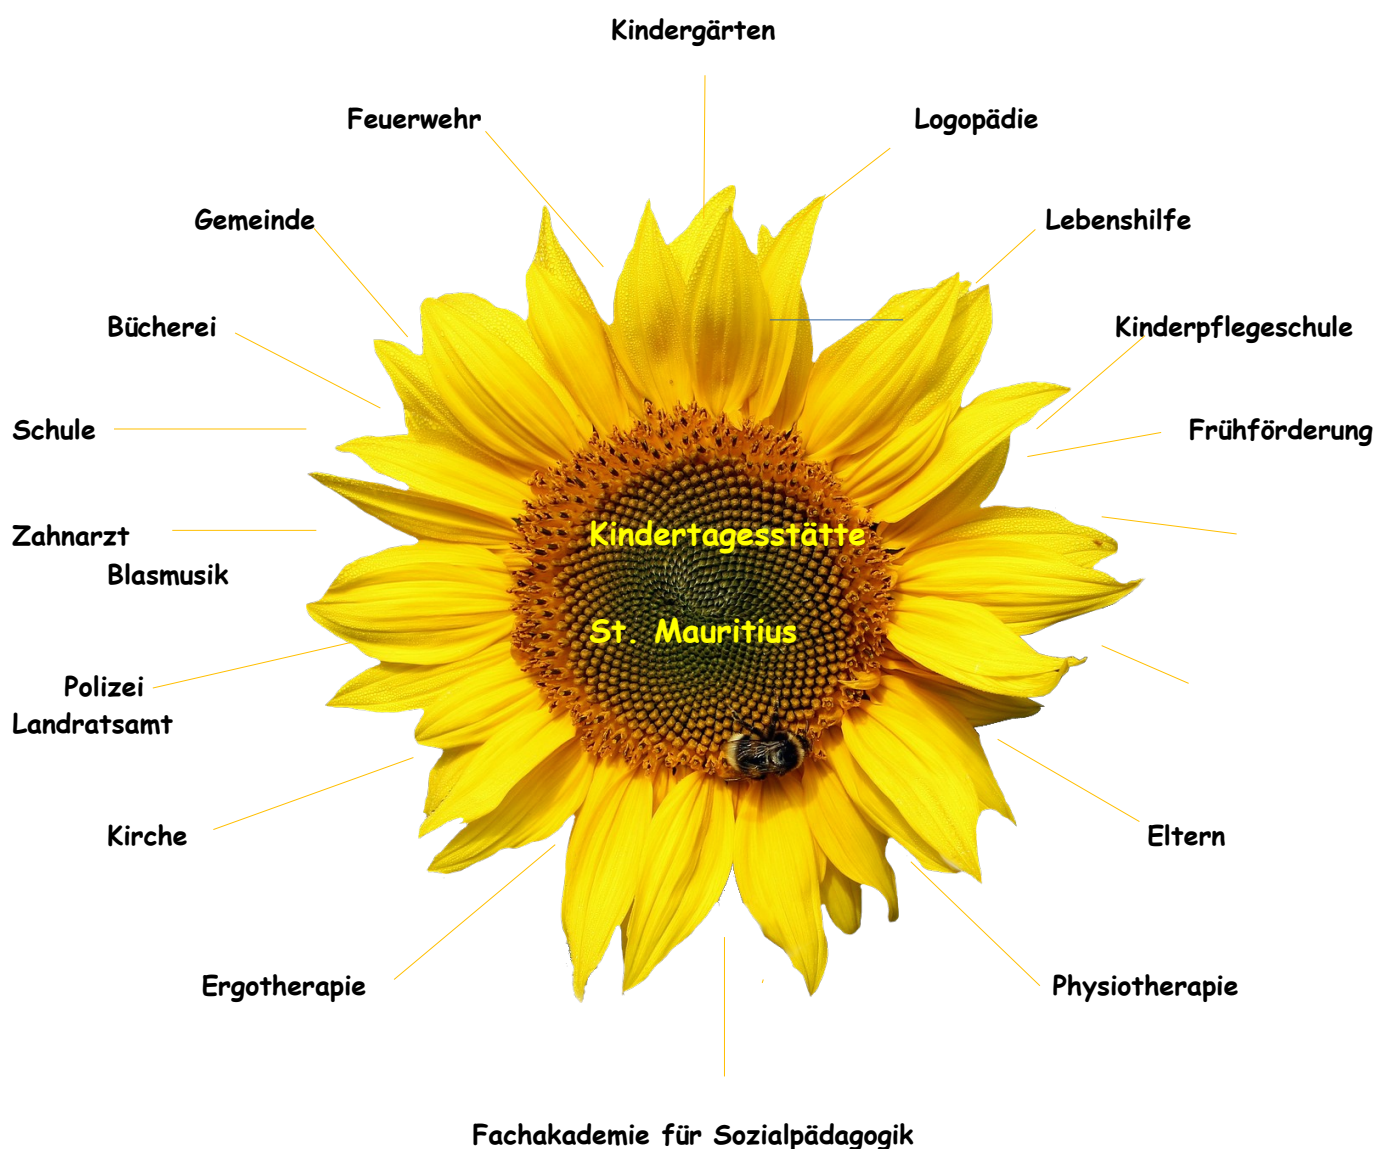 Kindergärten
Feuerwehr
Logopädie
Gemeinde
Lebenshilfe
Bücherei
Kinderpflegeschule
Schule
Frühförderung
Kindertagesstätte
Zahnarzt
Blasmusik
St. Mauritius
Polizei
Landratsamt
Kirche
Eltern
Ergotherapie
Physiotherapie
Fachakademie für Sozialpädagogik